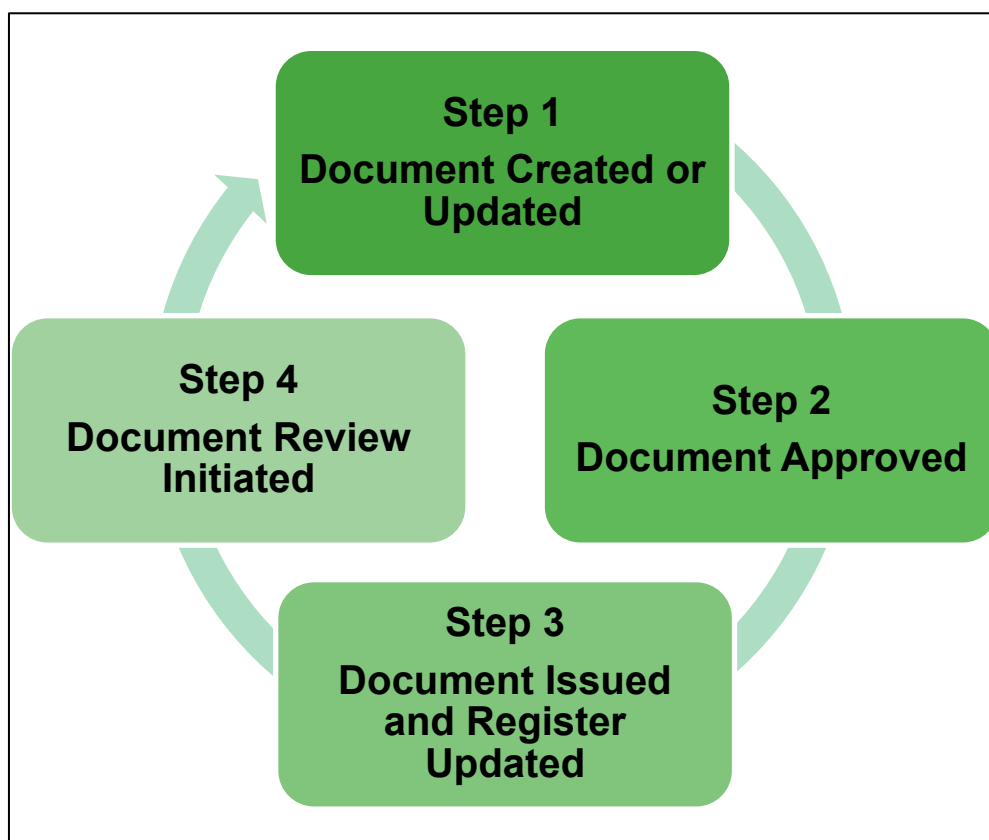 Step 1
Document Created or
Updated
Step 2
Document Approved
Step 3
Document Issued
and Register
Updated
Step 4
Document Review
Initiated